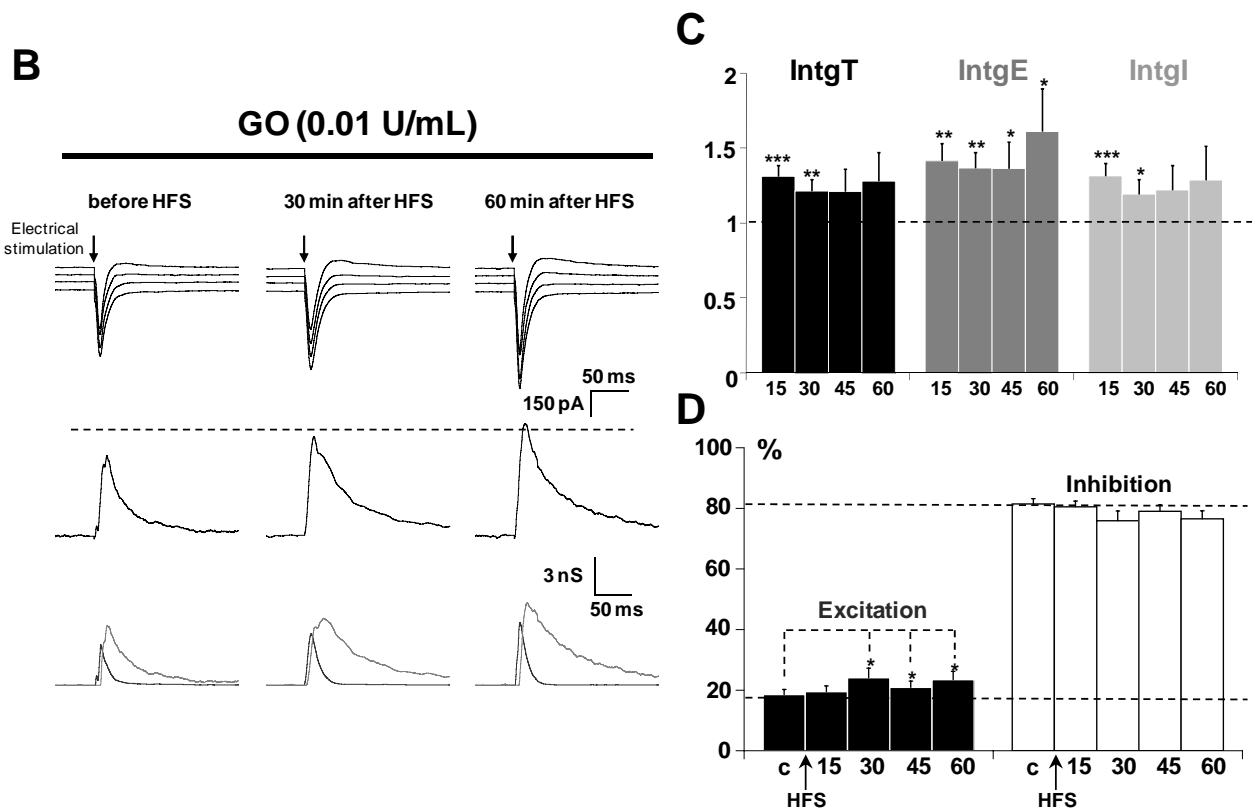 B
GO (0.01 U/mL)
before HFS
30 min after HFS
60 min after HFS
Electrical
stimulation
50 ms
150 pA
3 nS
50 ms
C
IntgT
IntgE
IntgI
2
1.5
1
0.5
0
*** ** ** ** * * *** *
15 30 45 60 15 30 45 60 15 30 45 60
D
%
100
80
60
40
20
0
Inhibition
Excitation
* * *
c 15 30 45 60 c 15 30 45 60
HFS HFS